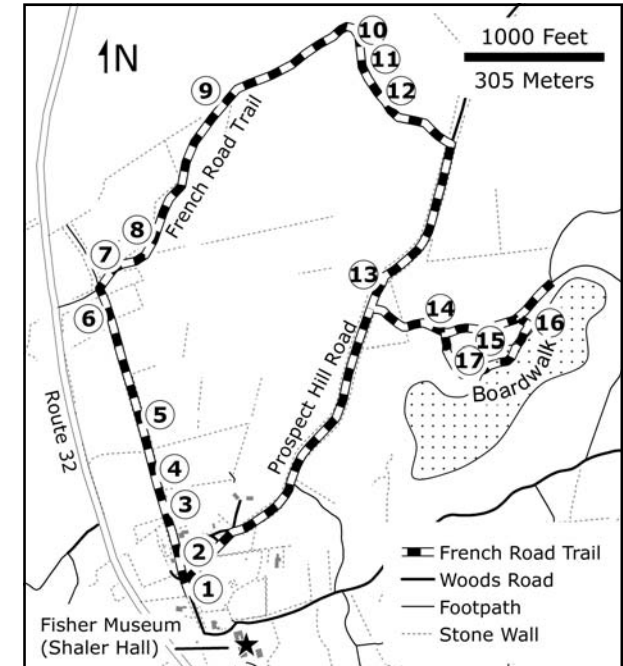 N
1000 Feet
305 Meters
10
11
12
9
French Road Trail
8
7
6
13
14
15
16
17
Boardwalk
Prospect Hill Road
Route 32
5
4
3
2
1
French Road Trail
Woods Road
Footpath
Stone Wall
Fisher Museum
(Shaler Hall)